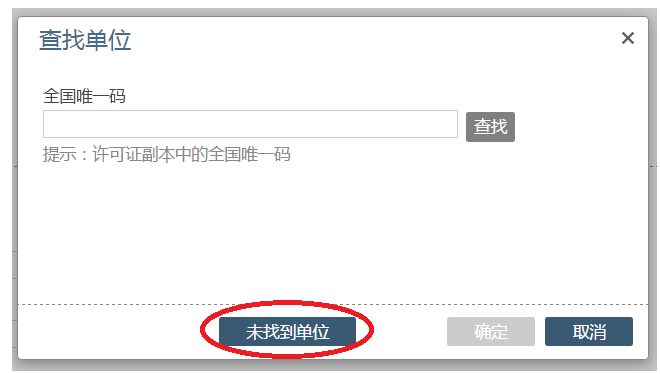 查找单位
×
全国唯一码
查找
提示：许可证副本中的全国唯一码
未找到单位 确定 取消